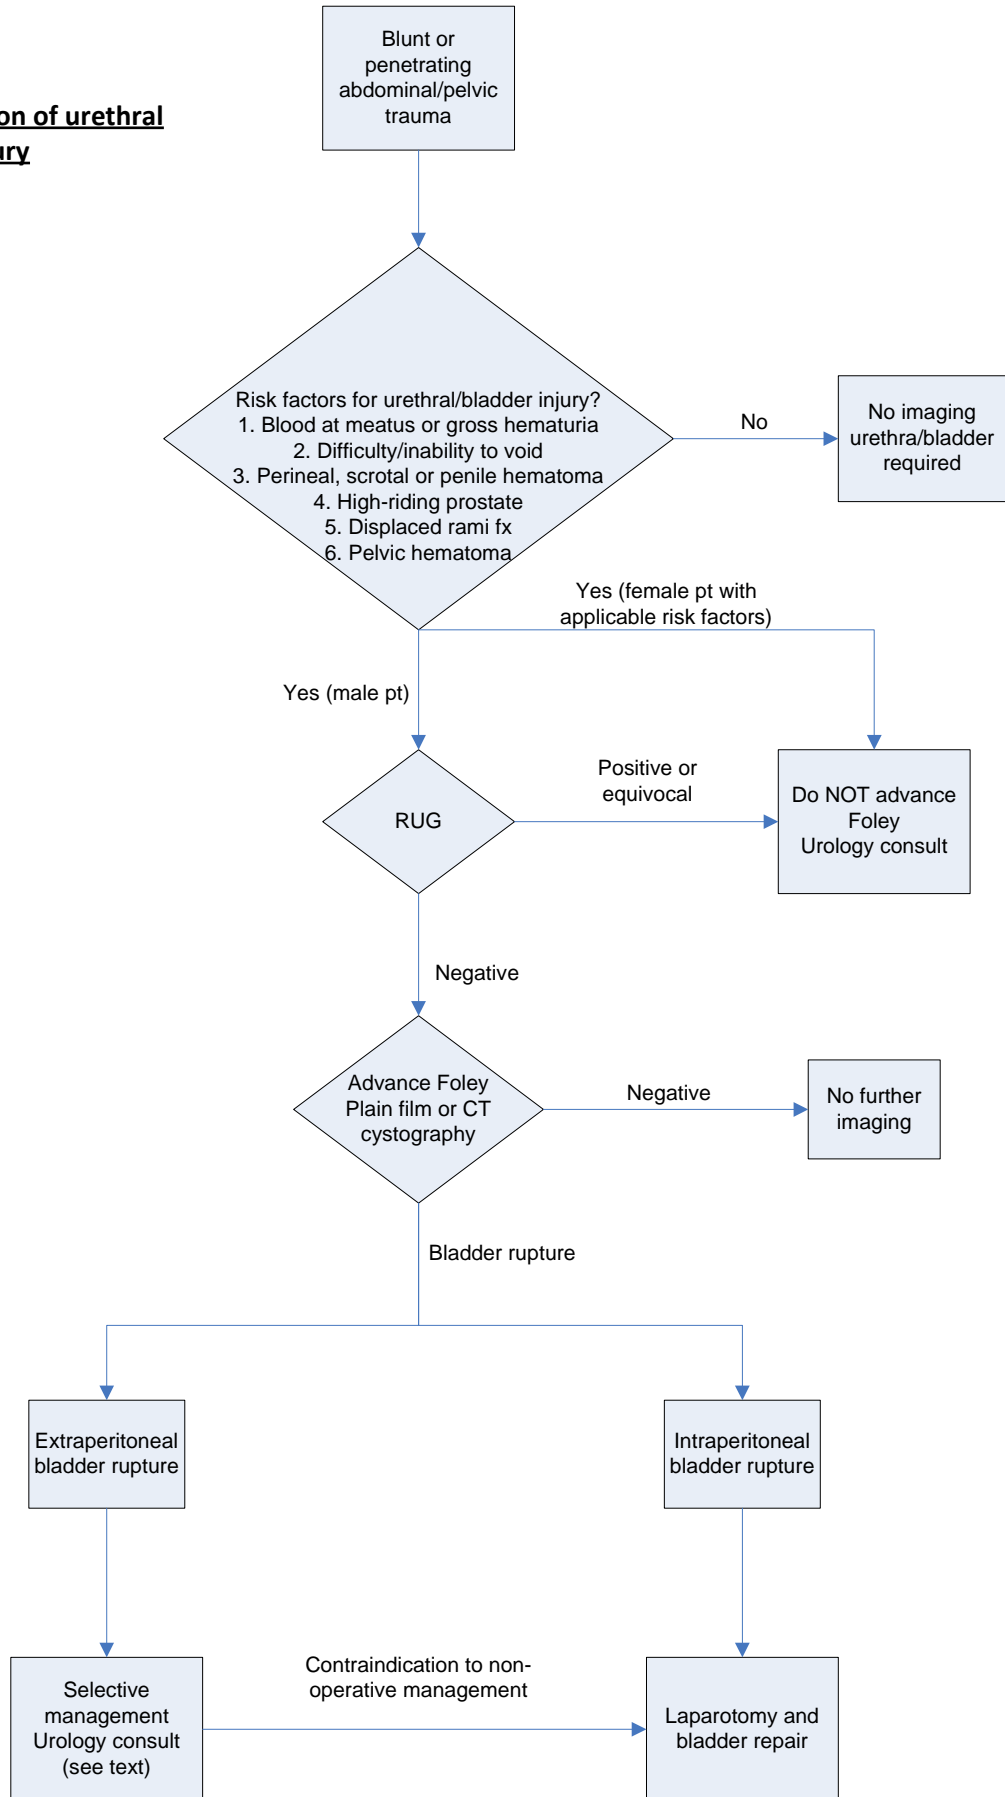 Blunt or
penetrating
abdominal/pelvic
trauma
on of urethral
ury
Risk factors for urethral/bladder injury?
1. Blood at meatus or gross hematuria
2. Difficulty/inability to void
3. Perineal, scrotal or penile hematoma
4. High-riding prostate
5. Displaced rami fx
6. Pelvic hematoma
No
No imaging
urethra/bladder
required
Yes (female pt with
applicable risk factors)
Yes (male pt)
RUG
Positive or
equivocal
Do NOT advance
Foley
Urology consult
Negative
Advance Foley
Plain film or CT
cystography
Negative
No further
imaging
Bladder rupture
Extraperitoneal
bladder rupture
Intraperitoneal
bladder rupture
Selective
management
Urology consult
(see text)
Contraindication to non-
operative management
Laparotomy and
bladder repair